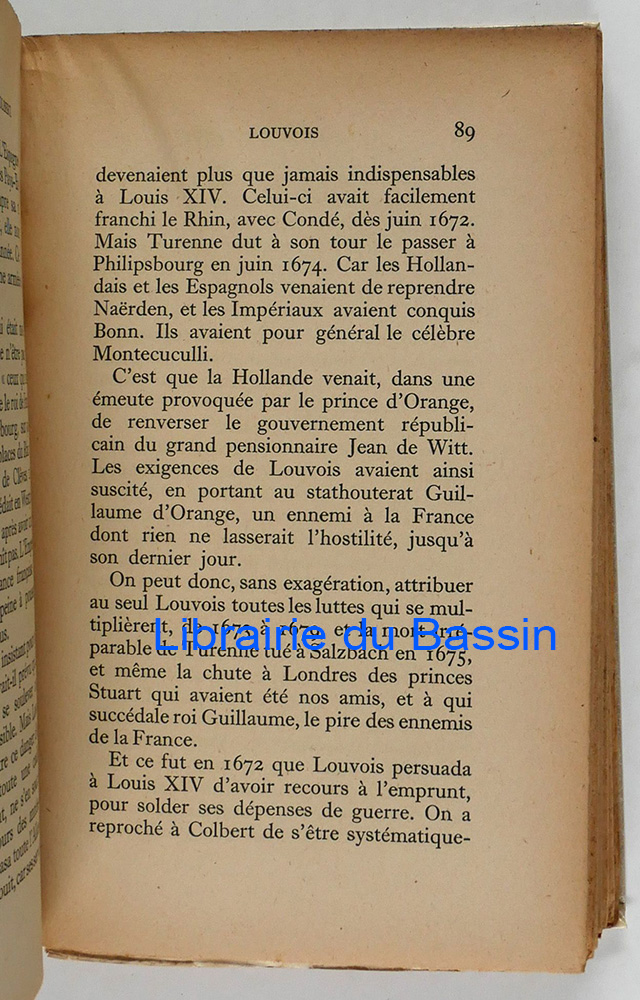 LOUVOIS 89
devenaient plus que jamais indispensables
à Louis XIV. Celui-ci avait facilement
franchi le Rhin, avec Condé, dès juin 1672.
Mais Turenne dut à son tour le passer à
Philipsbourg en juin 1674. Car les Hollan-
dais et les Espagnols venaient de reprendre
Naërden, et les Impériaux avaient conquis
Bonn. Ils avaient pour général le célèbre
Montecuculli.
C'est que la Hollande venait, dans une
émeute provoquée par le prince d'Orange,
de renverser le gouvernement républi-
cain du grand pensionnaire Jean de Witt.
Les exigences de Louvois avaient ainsi
suscité, en portant au stathouterat Guil-
laume d'Orange, un ennemi à la France
dont rien ne lasserait l'hostilité, jusqu'à
son dernier jour.
On peut donc, sans exagération, attribuer
au seul Louvois toutes les luttes qui se mul-
tiplièrent, et la mort irré-
Librairie du Bassin
parable de Turenne tué à Salzbach en 1675,
et même la chute à Londres des princes
Stuart qui avaient été nos amis, et à qui
succédale roi Guillaume, le pire des ennemis
de la France.
Et ce fut en 1672 que Louvois persuada
à Louis XIV d'avoir recours à l'emprunt,
pour solder ses dépenses de guerre. On a
reproché à Colbert de s'être systématique-